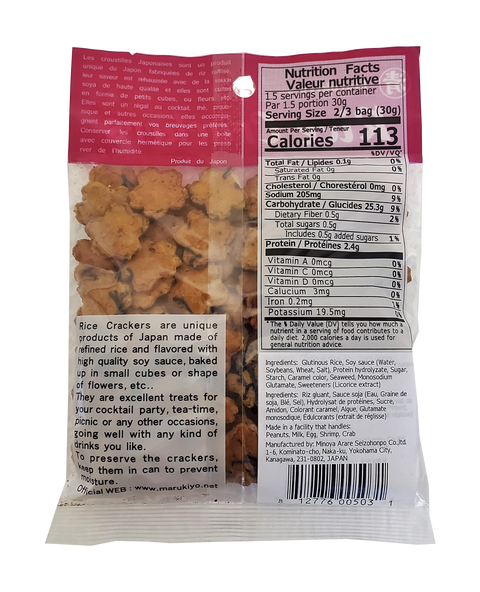 Les croustilles Japonaises sont un produit
unique du Japon fabriquées de riz raffiné,
leur saveur est rehaussée avec de la sauce
soya de haute qualité et elles sont cuites
en forme de petits cubes, ou fleurs etc.
Elles sont un régal au cocktail, thé, pique-
nique et autres occasions, elles accompa-
gnent parfaitement vos breuvages préférés.
Conserver les croustilles dans une boîte
avec couvercle hermétique pour les préser
rver de l'humidité.
Produit du Japon
Rice Crackers are unique
products of Japan made of
refined rice and flavored with
high quality soy sauce, baked
up in small cubes or shape
of flowers, etc..
They are excellent treats for
your cocktail party, tea-time,
picnic or any other occasions,
going well with any kind of
drinks you like.
To preserve the crackers,
keep them in can to prevent
moisture.
Official WEB : www.marukiyo.net
Nutrition Facts
Valeur nutritive
1.5 servings per container
Par 1.5 portion 30g
Serving Size 2/3 bag (30g)
Amount Per Serving / Teneur
Calories 113
%DV/VQ*
Total Fat / Lipides 0.1g 0%
Saturated Fat 0g 0%
Trans Fat 0g
Cholesterol / Chorestérol 0mg 0%
Sodium 205mg 9%
Carbohydrate / Glucides 25.3g 9%
Dietary Fiber 0.5g 2%
Total sugars 0.5g
Includes 0.5g added sugars 1%
Protein / Protéines 2.4g
Vitamin A 0mcg 0%
Vitamin C 0mcg 0%
Vitamin D 0mcg 0%
Calucium 3mg 0%
Iron 0.2mg 1%
Potassium 19.5mg
*The % Daily Value (DV) tells you how much a
nutrient in a serving of food contributes to a
daily diet. 2,000 calories a day is used for
general nutrition advice.
Ingredients: Glutinous Rice, Soy sauce (Water,
Soybeans, Wheat, Salt), Protein hydrolyzate, Sugar,
Starch, Caramel color, Seaweed, Monosodium
Glutamate, Sweeteners (Licorice extract)
Ingredients: Riz gluant, Sauce soja (Eau, Graine de
soja, Blé, Sel), Hydrolysat de protéines, Sucre,
Amidon, Colorant caramel, Algue, Glutamate
monosodique, Édulcorants (extrait de réglisse)
Made in a facility that handles:
Peanuts, Milk, Egg, Shrimp, Crab
Manufactured by: Minoya Arare Seizohonpo Co.,ltd.
1-6, Kominato-cho, Naka-ku, Yokohama City,
Kanagawa, 231-0802, JAPAN
8 12776 00503 1